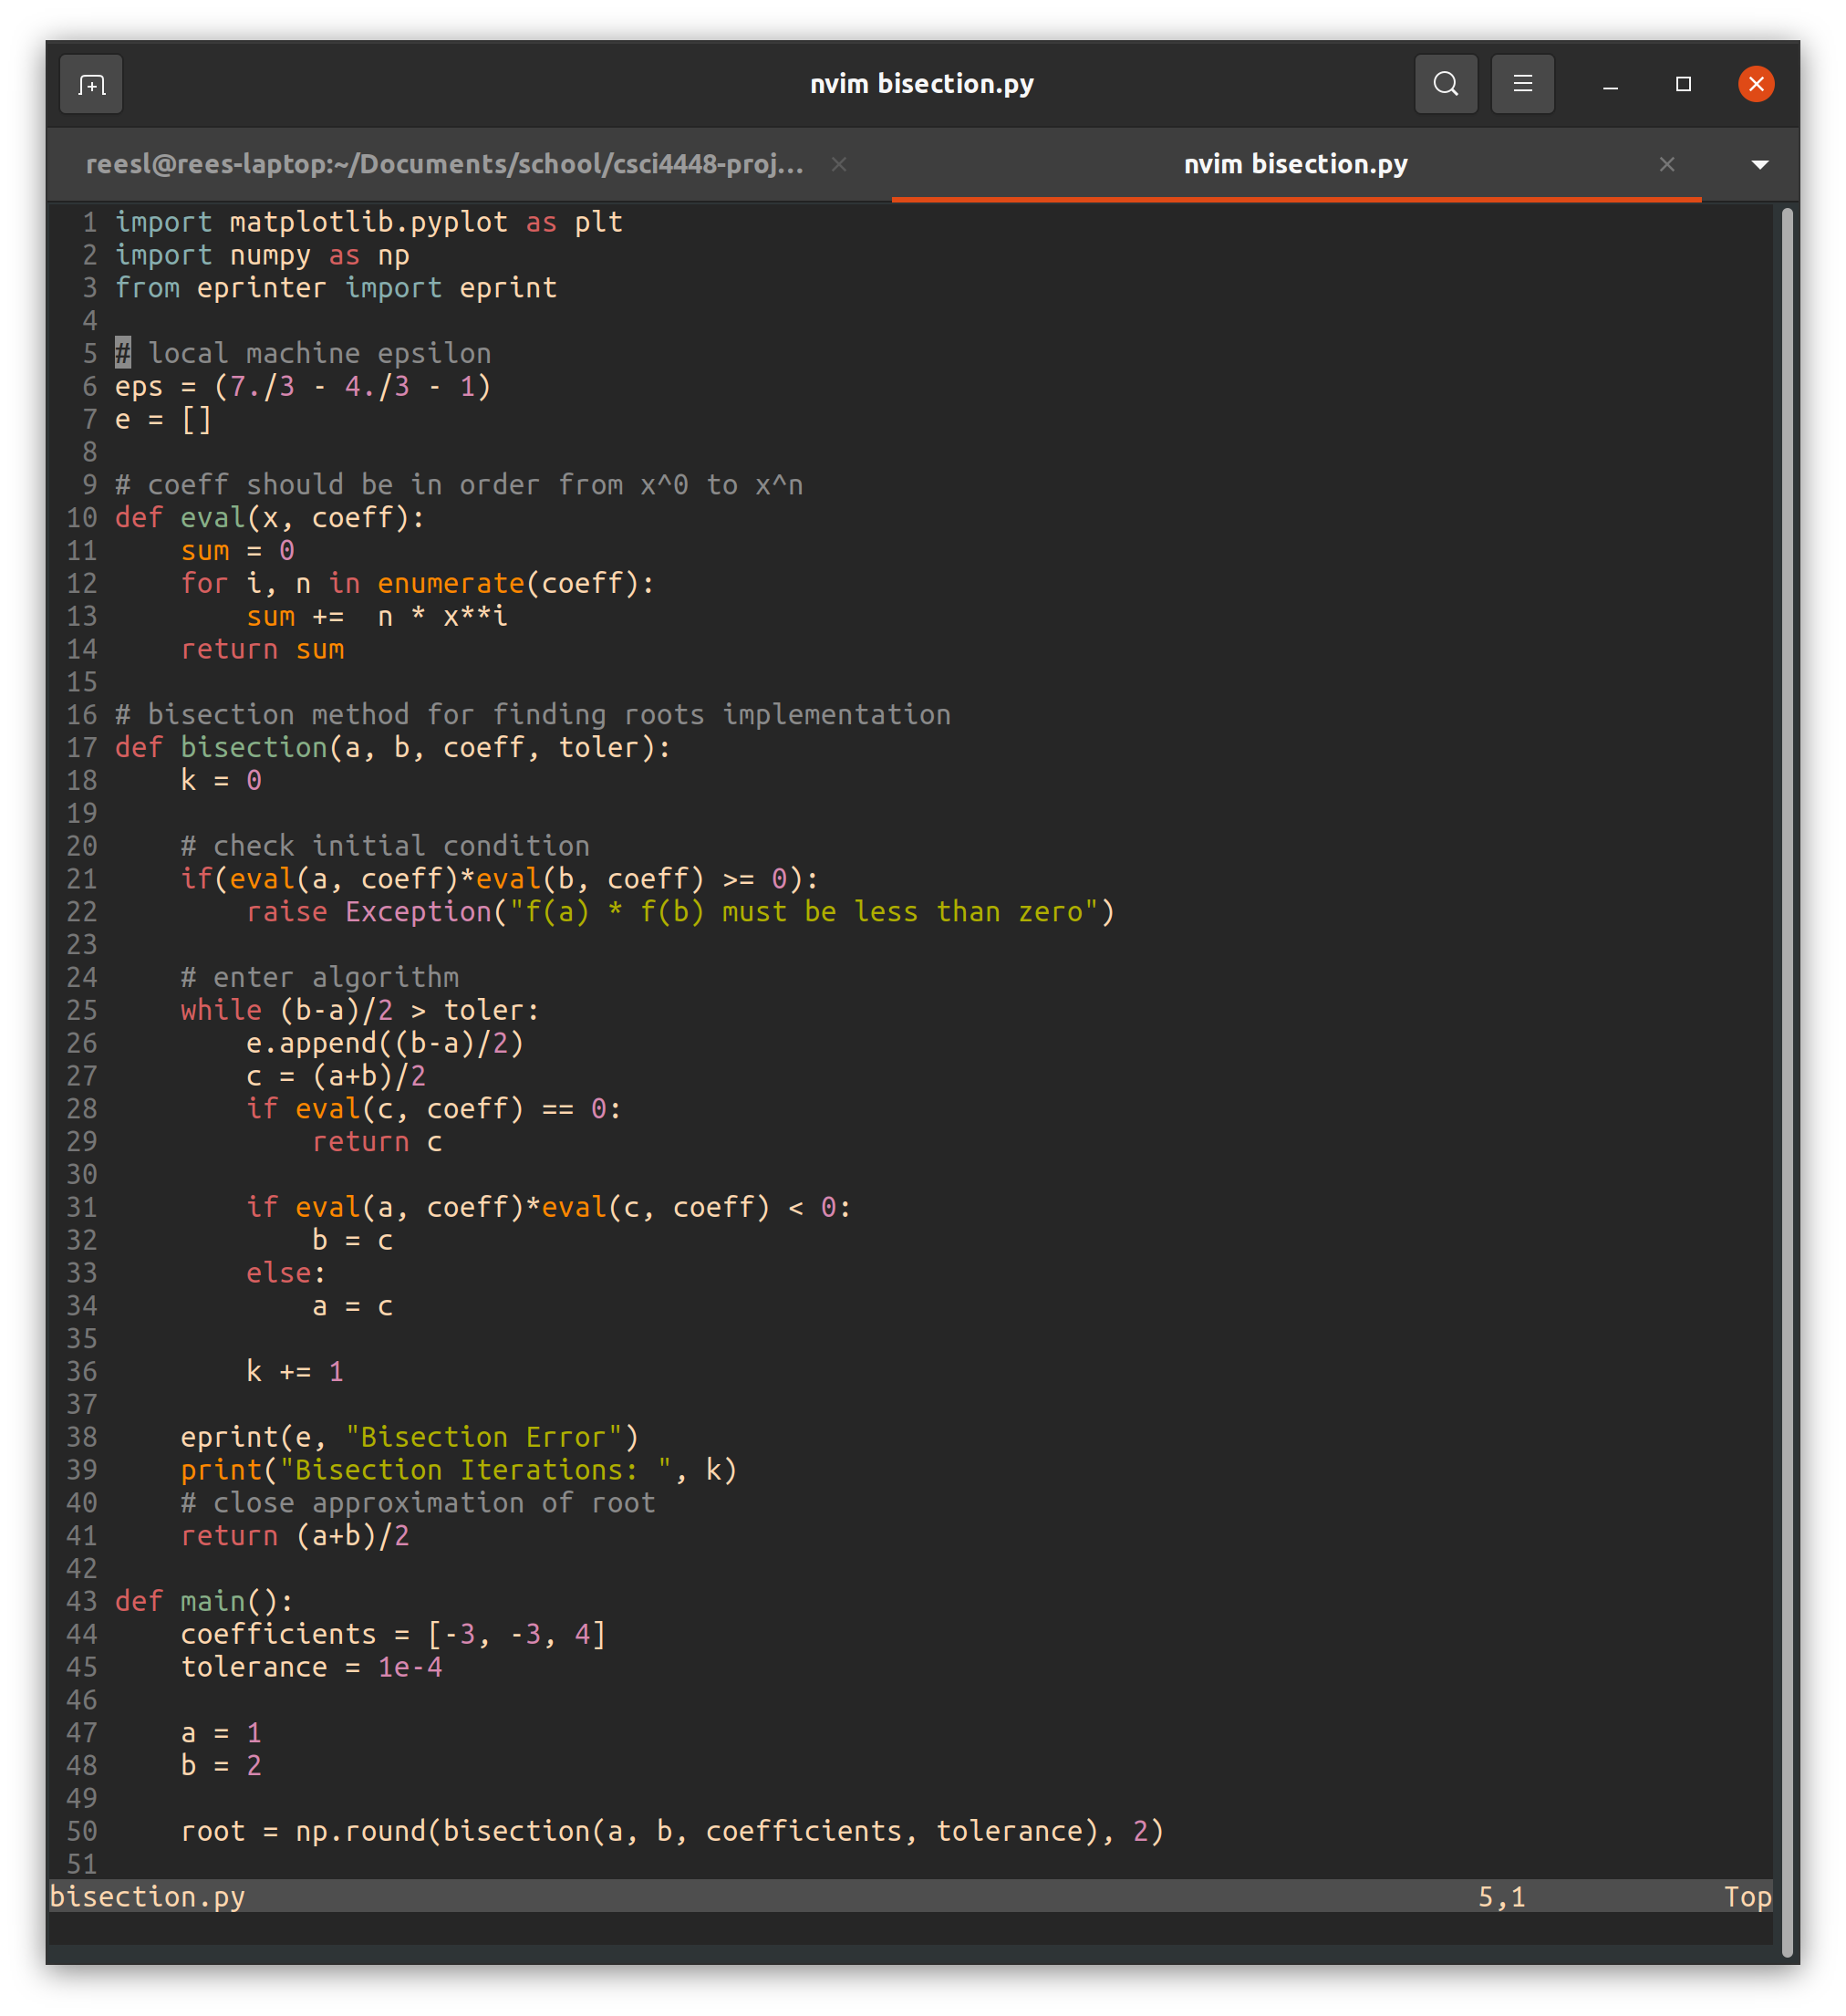 nvim bisection.py
reesl@rees-laptop:~/Documents/school/csci4448-proj... nvim bisection.py
1 import matplotlib.pyplot as plt
2 import numpy as np
3 from eprinter import eprint
4
5 # local machine epsilon
6 eps = (7./3 - 4./3 - 1)
7 e = []
8
9 # coeff should be in order from x^0 to x^n
10 def eval(x, coeff):
11     sum = 0
12     for i, n in enumerate(coeff):
13         sum +=  n * x**i
14     return sum
15
16 # bisection method for finding roots implementation
17 def bisection(a, b, coeff, toler):
18     k = 0
19
20     # check initial condition
21     if(eval(a, coeff)*eval(b, coeff) >= 0):
22         raise Exception("f(a) * f(b) must be less than zero")
23
24     # enter algorithm
25     while (b-a)/2 > toler:
26         e.append((b-a)/2)
27         c = (a+b)/2
28         if eval(c, coeff) == 0:
29             return c
30
31         if eval(a, coeff)*eval(c, coeff) < 0:
32             b = c
33         else:
34             a = c
35
36         k += 1
37
38     eprint(e, "Bisection Error")
39     print("Bisection Iterations: ", k)
40     # close approximation of root
41     return (a+b)/2
42
43 def main():
44     coefficients = [-3, -3, 4]
45     tolerance = 1e-4
46
47     a = 1
48     b = 2
49
50     root = np.round(bisection(a, b, coefficients, tolerance), 2)
51
bisection.py 5,1 Top